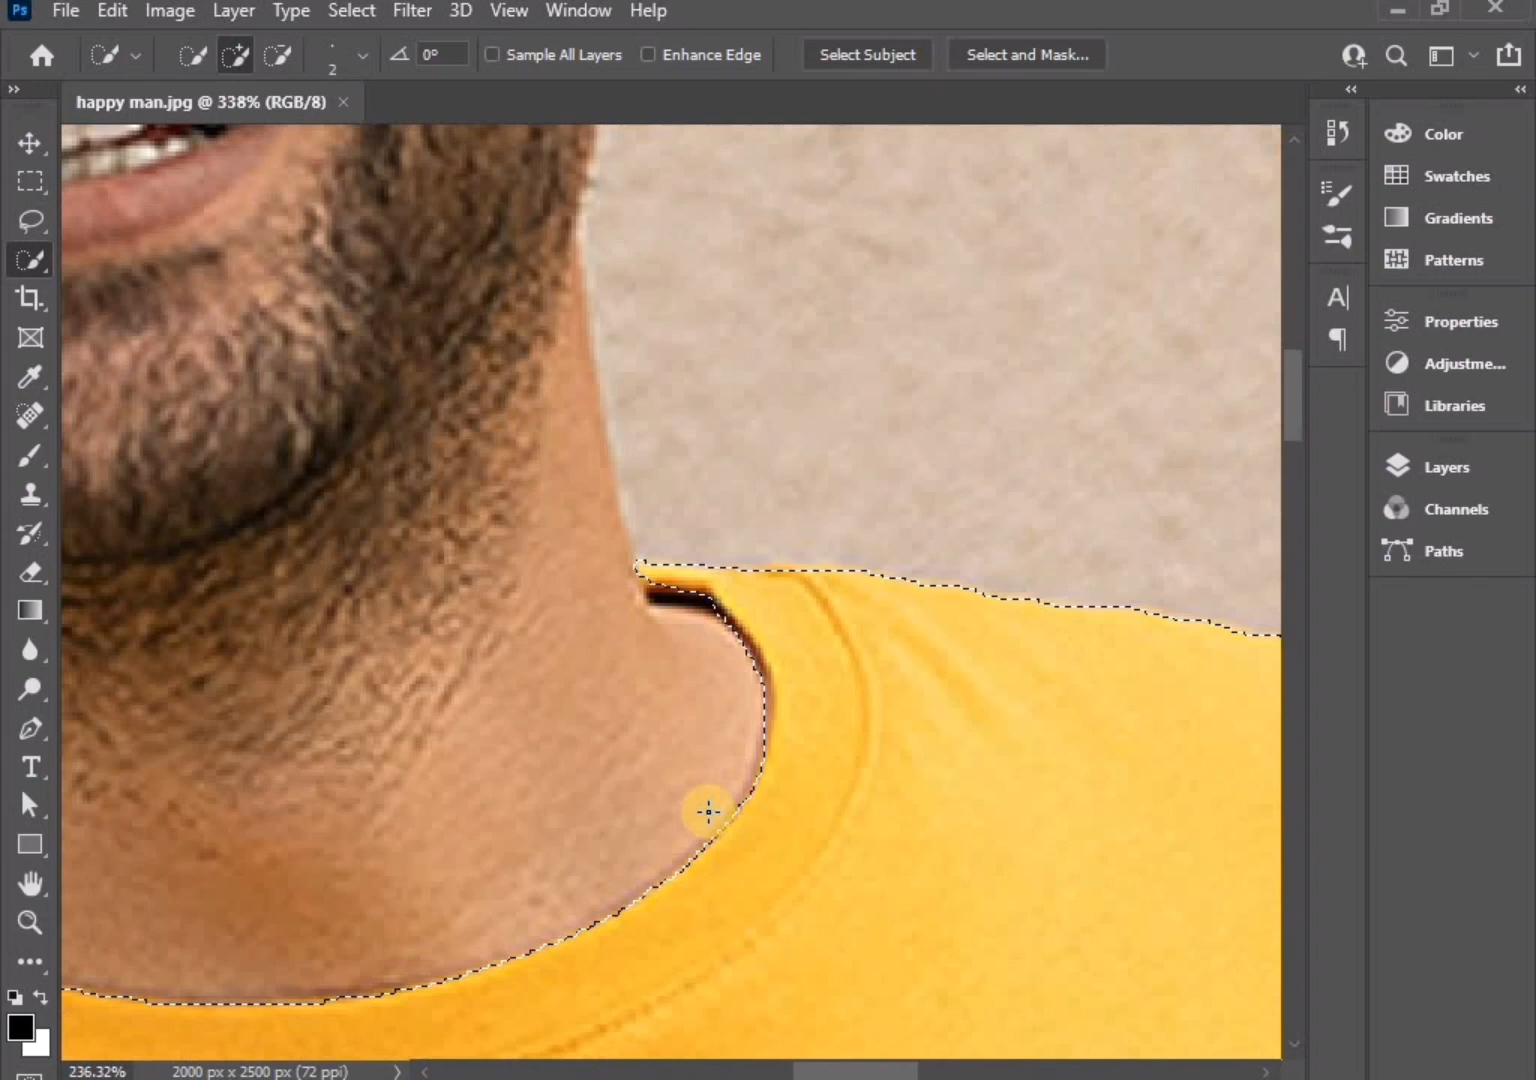 Ps File Edit Image Layer Type Select Filter 3D View Window Help
2 0° Sample All Layers Enhance Edge Select Subject Select and Mask...
happy man.jpg @ 338% (RGB/8)
Color
Swatches
Gradients
Patterns
Properties
Adjustme...
Libraries
Layers
Channels
Paths
236.32% 2000 px x 2500 px (72 ppi)